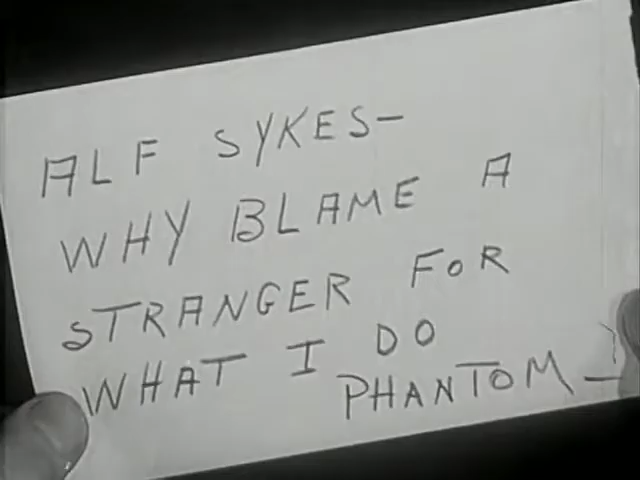 ALF SYKES—
WHY BLAME A
STRANGER FOR
WHAT I DO
PHANTOM —